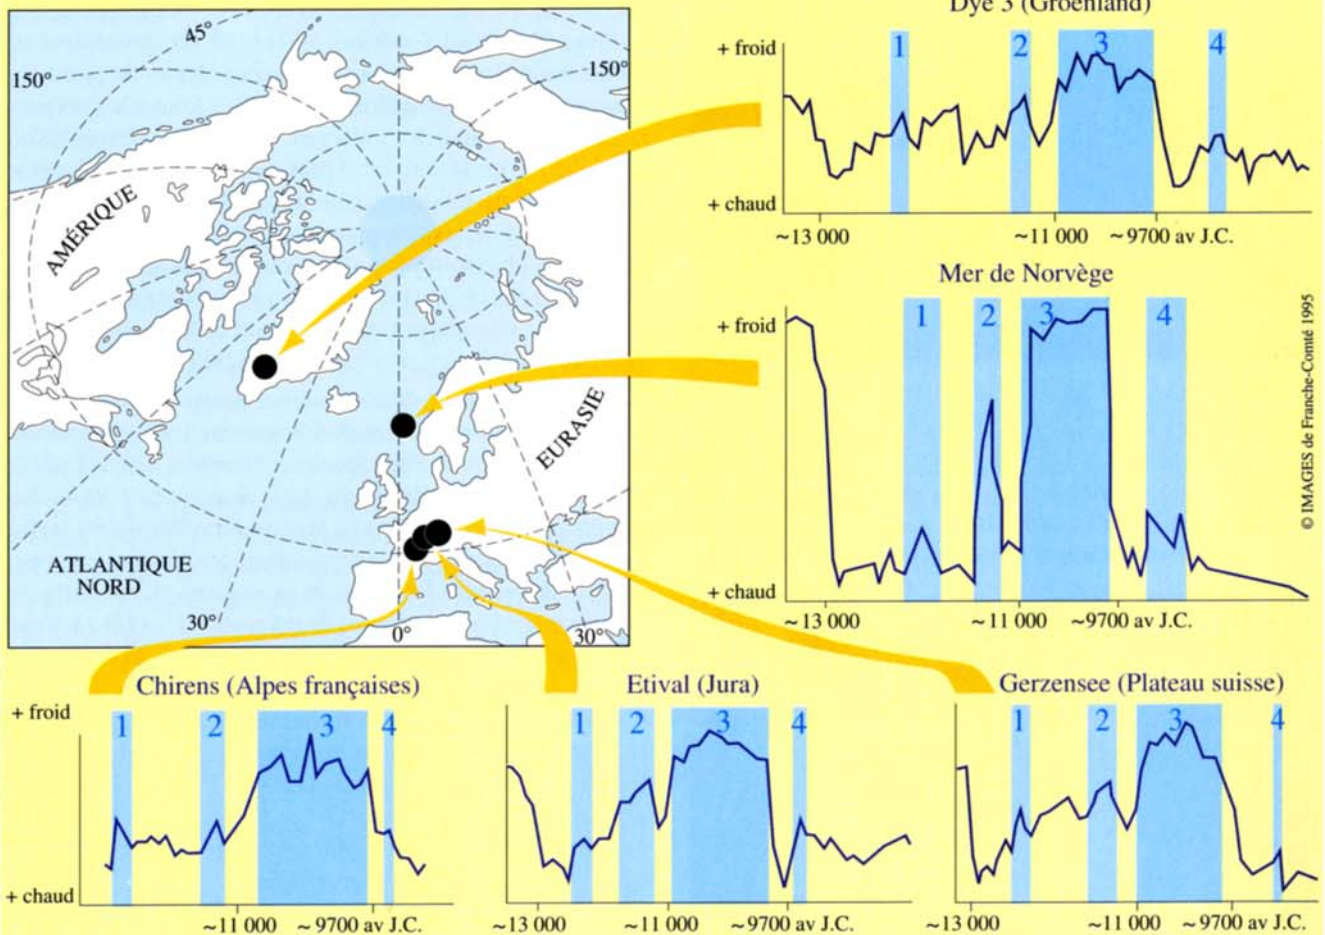 45°
150°
150°
AMÉRIQUE
EURASIE
ATLANTIQUE
NORD
30°
0°
30°
Dye 3 (Groenland)
+ froid
1
2
3
4
+ chaud
~13 000
~11 000
~9700 av J.C.
Mer de Norvège
+ froid
1
2
3
4
+ chaud
~13 000
~11 000
~9700 av J.C.
© IMAGES de Franche-Comté 1995
Chirens (Alpes françaises)
+ froid
1
2
3
4
+ chaud
~11 000
~9700 av J.C.
Etival (Jura)
1
2
3
4
~13 000
~11 000
~9700 av J.C.
Gerzensee (Plateau suisse)
1
2
3
4
~13 000
~11 000
~9700 av J.C.